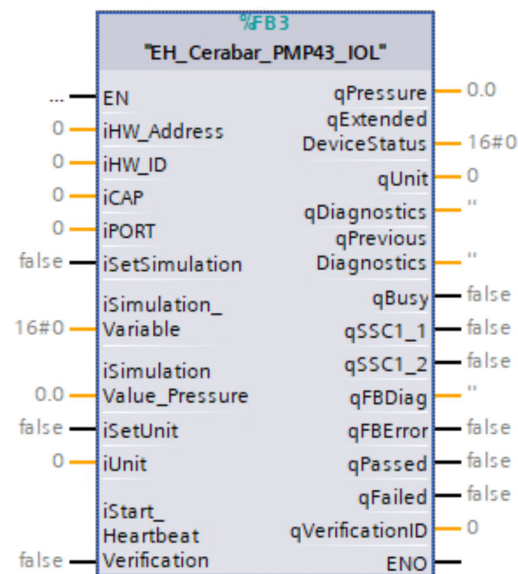 %FB3
"EH_Cerabar_PMP43_IOL"
... EN
qPressure 0.0
0 iHW_Address
qExtended
DeviceStatus 16#0
0 iHW_ID
qUnit 0
0 iCAP
qDiagnostics ''
0 iPORT
qPrevious
Diagnostics ''
false iSetSimulation
qBusy false
iSimulation_
16#0 Variable
qSSC1_1 false
qSSC1_2 false
iSimulation
0.0 Value_Pressure
qFBDiag ''
false iSetUnit
qFBError false
0 iUnit
qPassed false
qFailed false
iStart_
Heartbeat
false Verification
qVerificationID 0
ENO